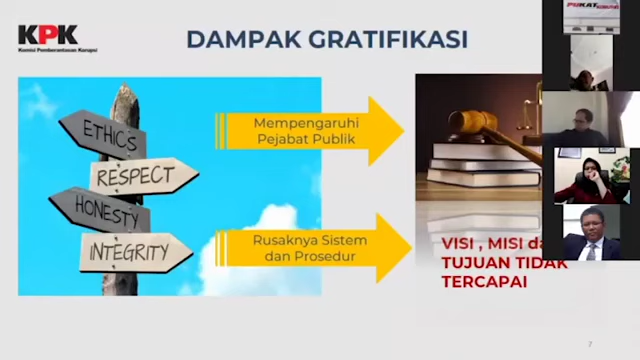 KPK
Komisi Pemberantasan Korupsi
DAMPAK GRATIFIKASI
ETHICS
RESPECT
HONESTY
INTEGRITY
Mempengaruhi
Pejabat Publik
Rusaknya Sistem
dan Prosedur
VISI , MISI d
TUJUAN TIDAK
TERCAPAI
7